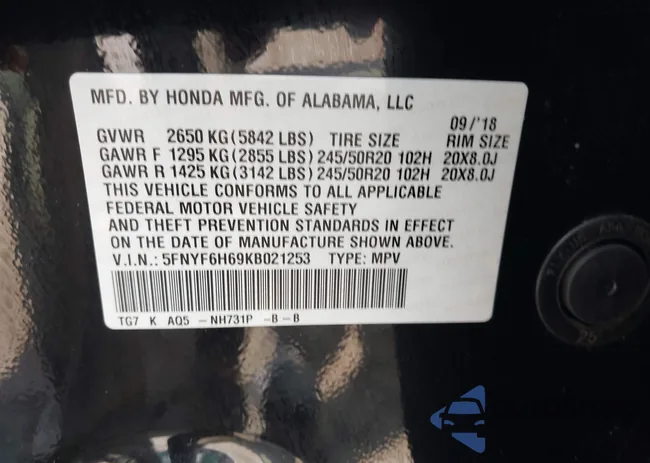 MFD. BY HONDA MFG. OF ALABAMA, LLC
09/'18
GVWR 2650 KG (5842 LBS) TIRE SIZE RIM SIZE
GAWR F 1295 KG (2855 LBS) 245/50R20 102H 20X8.0J
GAWR R 1425 KG (3142 LBS) 245/50R20 102H 20X8.0J
THIS VEHICLE CONFORMS TO ALL APPLICABLE
FEDERAL MOTOR VEHICLE SAFETY
AND THEFT PREVENTION STANDARDS IN EFFECT
ON THE DATE OF MANUFACTURE SHOWN ABOVE.
V.I.N.: 5FNYF6H69KB021253 TYPE: MPV
TG7 K AQ5 -NH731P -B-B